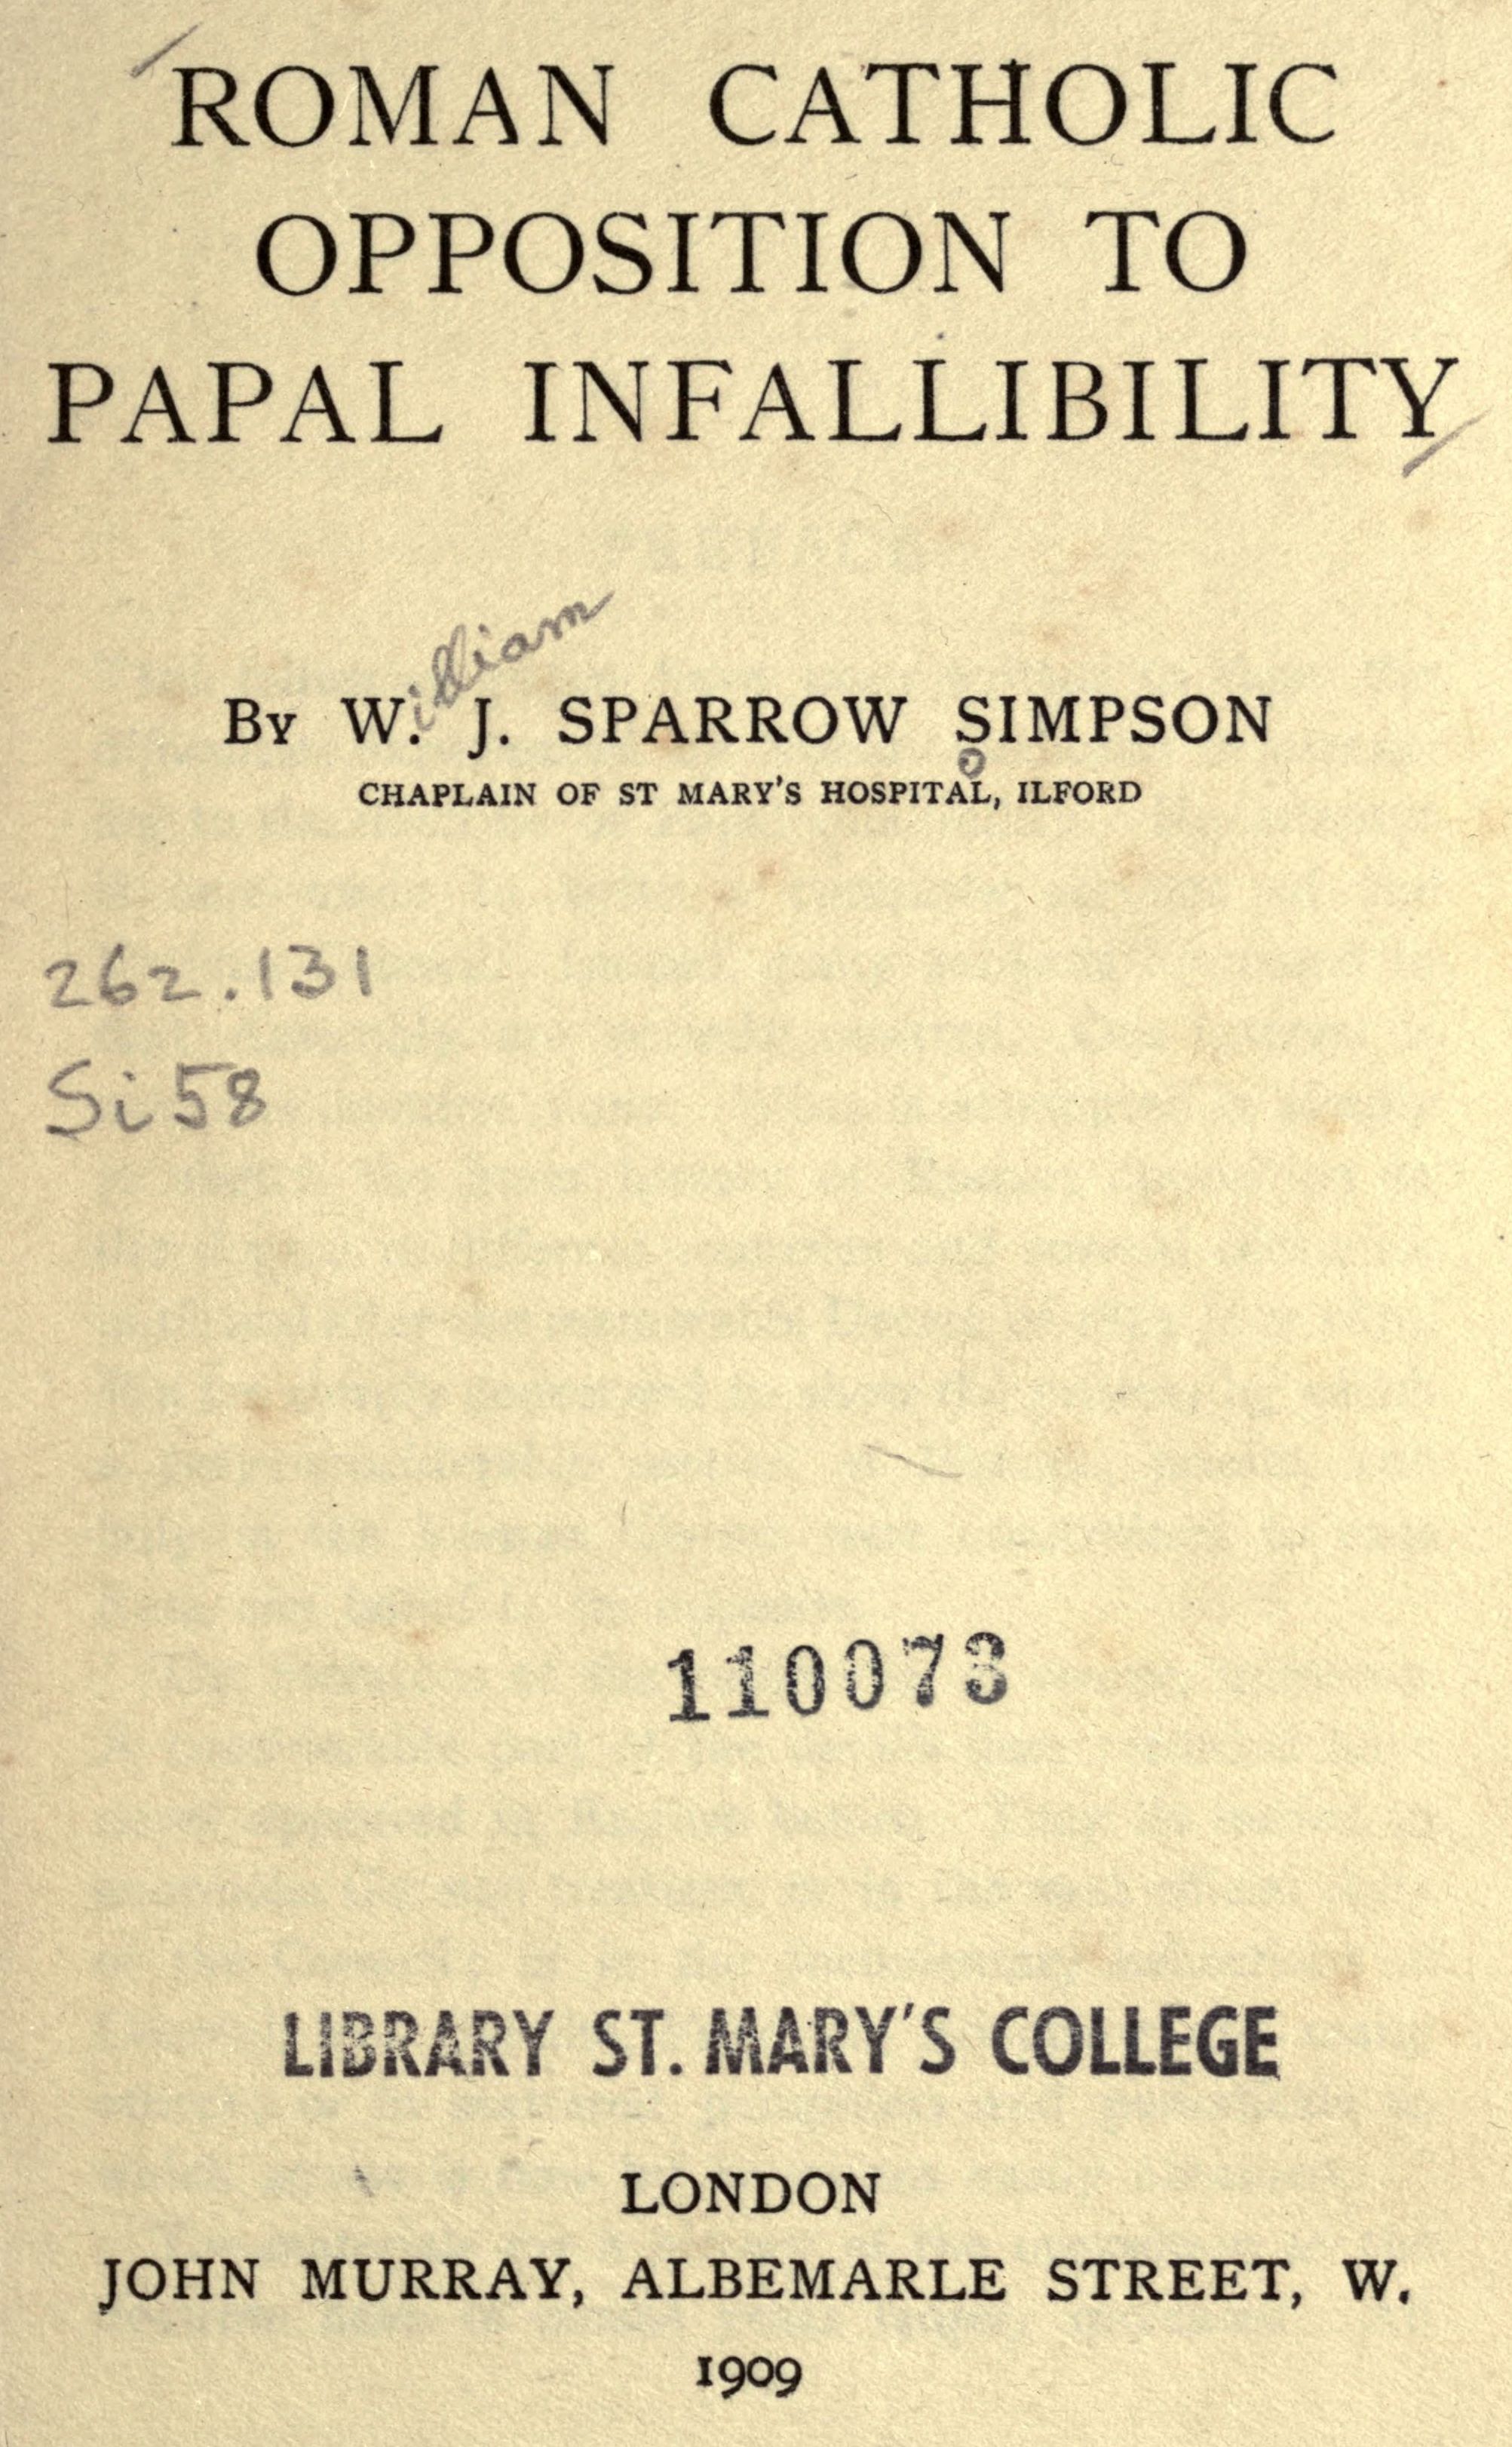 ROMAN CATHOLIC
OPPOSITION TO
PAPAL INFALLIBILITY
By W.illiam J. SPARROW SIMPSON
CHAPLAIN OF ST MARY'S HOSPITAL, ILFORD
262.131
Si58
110073
LIBRARY ST. MARY'S COLLEGE
LONDON
JOHN MURRAY, ALBEMARLE STREET, W.
1909